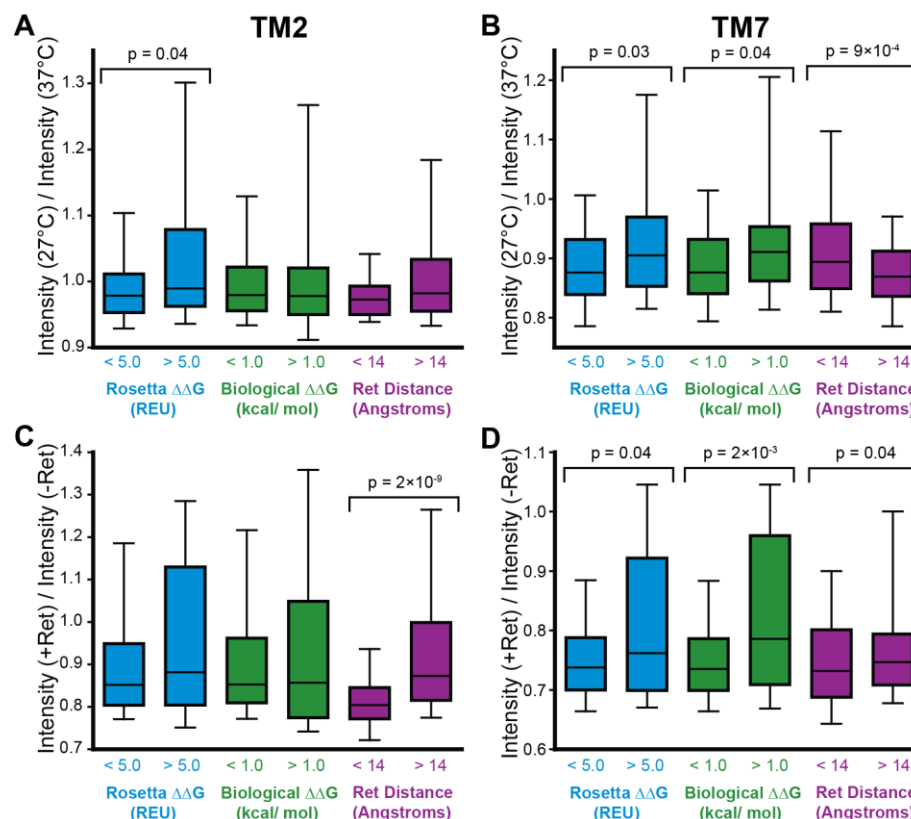 A TM2
p = 0.04
Intensity (27°C) / Intensity (37°C)
1.3
1.2
1.1
1.0
0.9
< 5.0 > 5.0 < 1.0 > 1.0 < 14 > 14
Rosetta ΔΔG Biological ΔΔG Ret Distance
(REU) (kcal/ mol) (Angstroms)
B TM7
p = 0.03 p = 0.04 p = 9×10⁻⁴
Intensity (27°C) / Intensity (37°C)
1.2
1.1
1.0
0.9
0.8
< 5.0 > 5.0 < 1.0 > 1.0 < 14 > 14
Rosetta ΔΔG Biological ΔΔG Ret Distance
(REU) (kcal/ mol) (Angstroms)
C
p = 2×10⁻⁹
Intensity (+Ret) / Intensity (-Ret)
1.4
1.3
1.2
1.1
1.0
0.9
0.8
0.7
< 5.0 > 5.0 < 1.0 > 1.0 < 14 > 14
Rosetta ΔΔG Biological ΔΔG Ret Distance
(REU) (kcal/ mol) (Angstroms)
D
p = 0.04 p = 2×10⁻³ p = 0.04
Intensity (+Ret) / Intensity (-Ret)
1.1
1.0
0.9
0.8
0.7
0.6
< 5.0 > 5.0 < 1.0 > 1.0 < 14 > 14
Rosetta ΔΔG Biological ΔΔG Ret Distance
(REU) (kcal/ mol) (Angstroms)